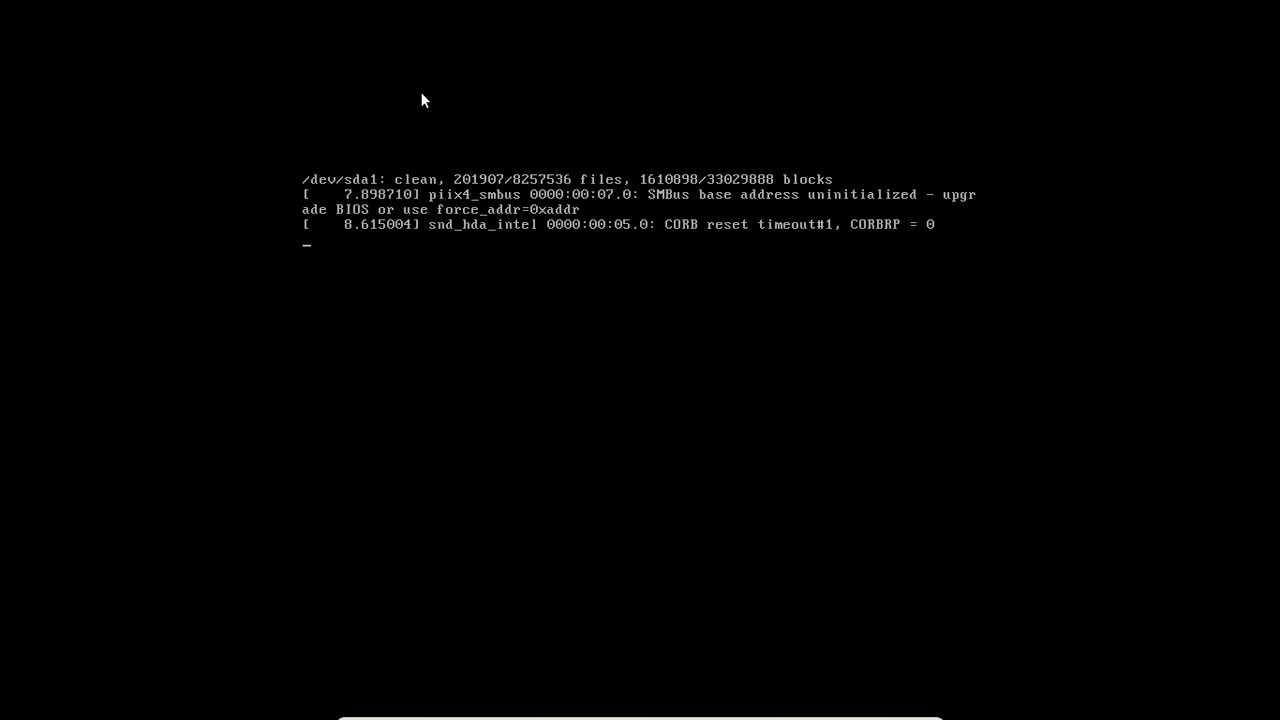 /dev/sda1: clean, 201907/8257536 files, 1610898/33029888 blocks
[    7.898710] piix4_smbus 0000:00:07.0: SMBus base address uninitialized - upgr
ade BIOS or use force_addr=0xaddr
[    8.615004] snd_hda_intel 0000:00:05.0: CORB reset timeout#1, CORBRP = 0
_